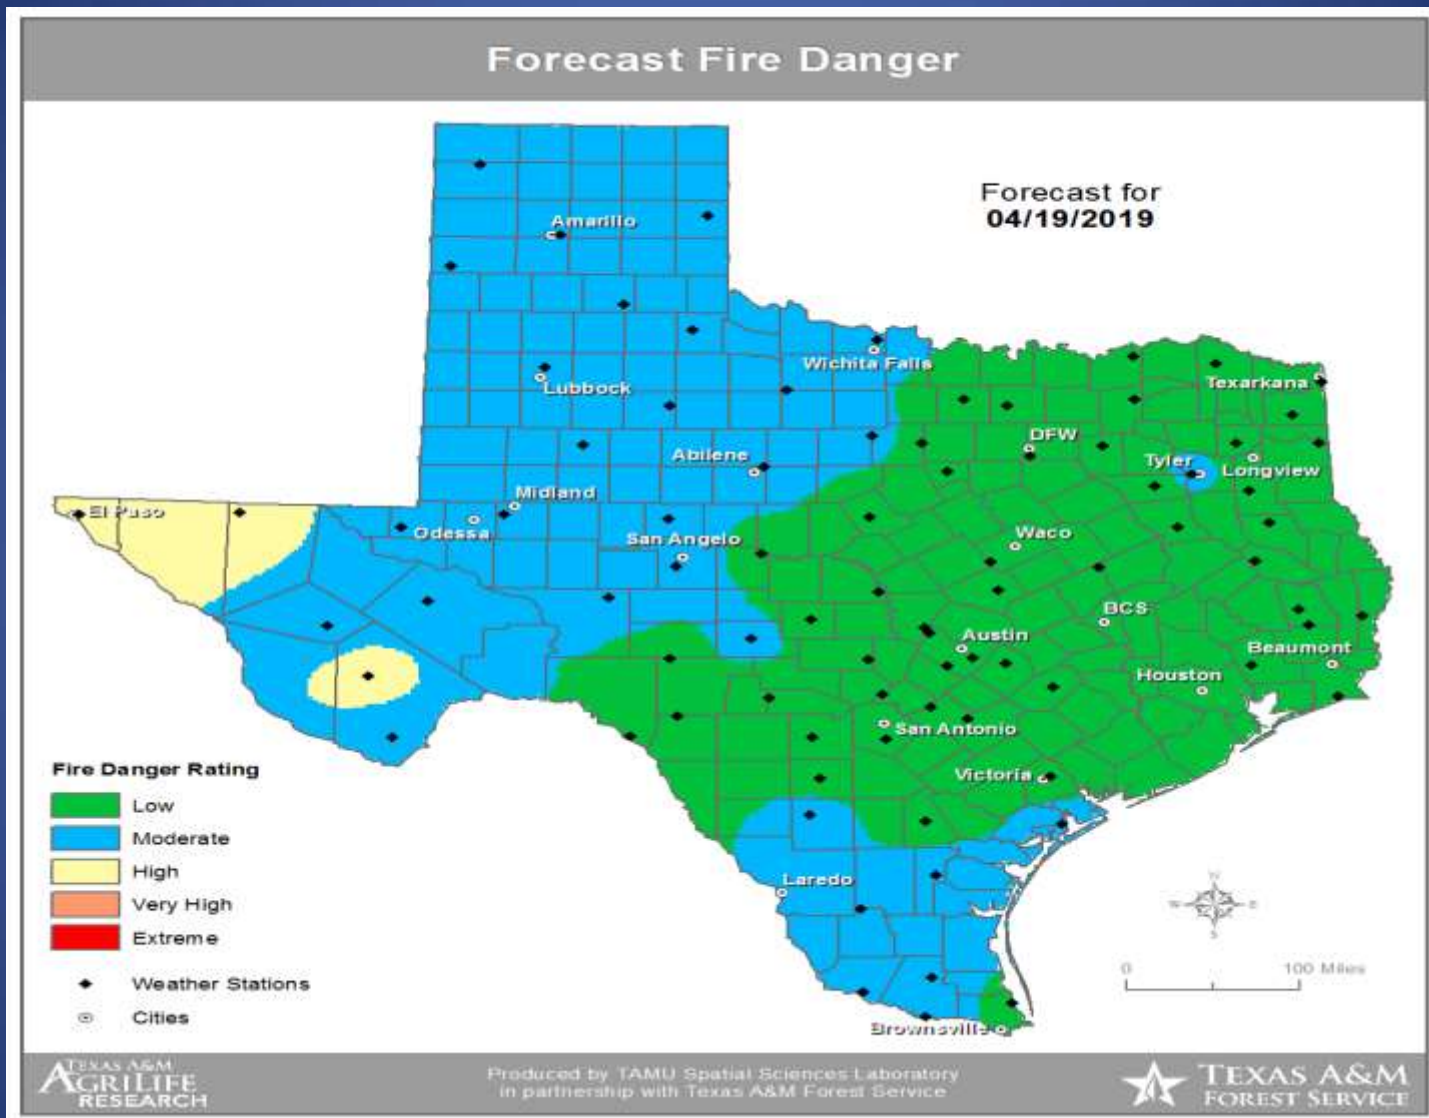 Forecast Fire Danger
Forecast for
04/19/2019
Amarillo
Wichita Falls
Lubbock
Texarkana
DFW
Abilene
Tyler
Longview
Midland
El Paso
Odessa
San Angelo
Waco
BCS
Austin
Beaumont
Houston
San Antonio
Victoria
Laredo
Brownsville
Fire Danger Rating
Low
Moderate
High
Very High
Extreme
Weather Stations
Cities
N
W E
S
0 100 Miles
TEXAS A&M
AGRILIFE
RESEARCH
Produced by TAMU Spatial Sciences Laboratory
in partnership with Texas A&M Forest Service
TEXAS A&M
FOREST SERVICE